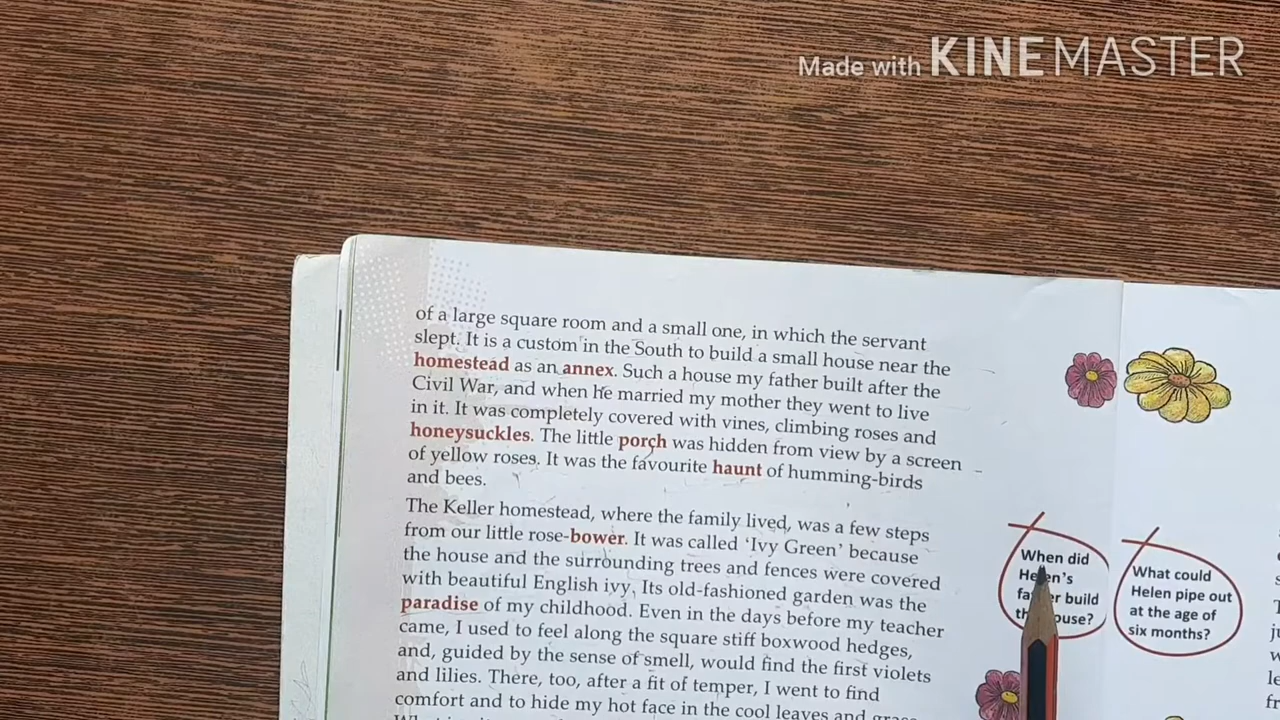 Made with KINEMASTER
of a large square room and a small one, in which the servant
slept. It is a custom in the South to build a small house near the
homestead as an annex. Such a house my father built after the
Civil War, and when he married my mother they went to live
in it. It was completely covered with vines, climbing roses and
honeysuckles. The little porch was hidden from view by a screen
of yellow roses. It was the favourite haunt of humming-birds
and bees.
The Keller homestead, where the family lived, was a few steps
from our little rose-bower. It was called ‘Ivy Green’ because
the house and the surrounding trees and fences were covered
with beautiful English ivy. Its old-fashioned garden was the
paradise of my childhood. Even in the days before my teacher
came, I used to feel along the square stiff boxwood hedges,
and, guided by the sense of smell, would find the first violets
and lilies. There, too, after a fit of temper, I went to find
comfort and to hide my hot face in the cool leaves and
When did
Helen's
father build
the house?
What could
Helen pipe out
at the age of
six months?